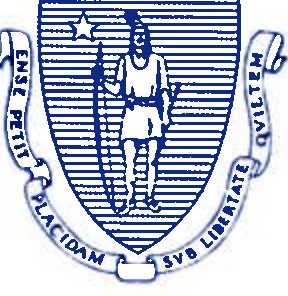 ENSE PETIT
PLACIDAM
SVB LIBERTATE
QVIETEM